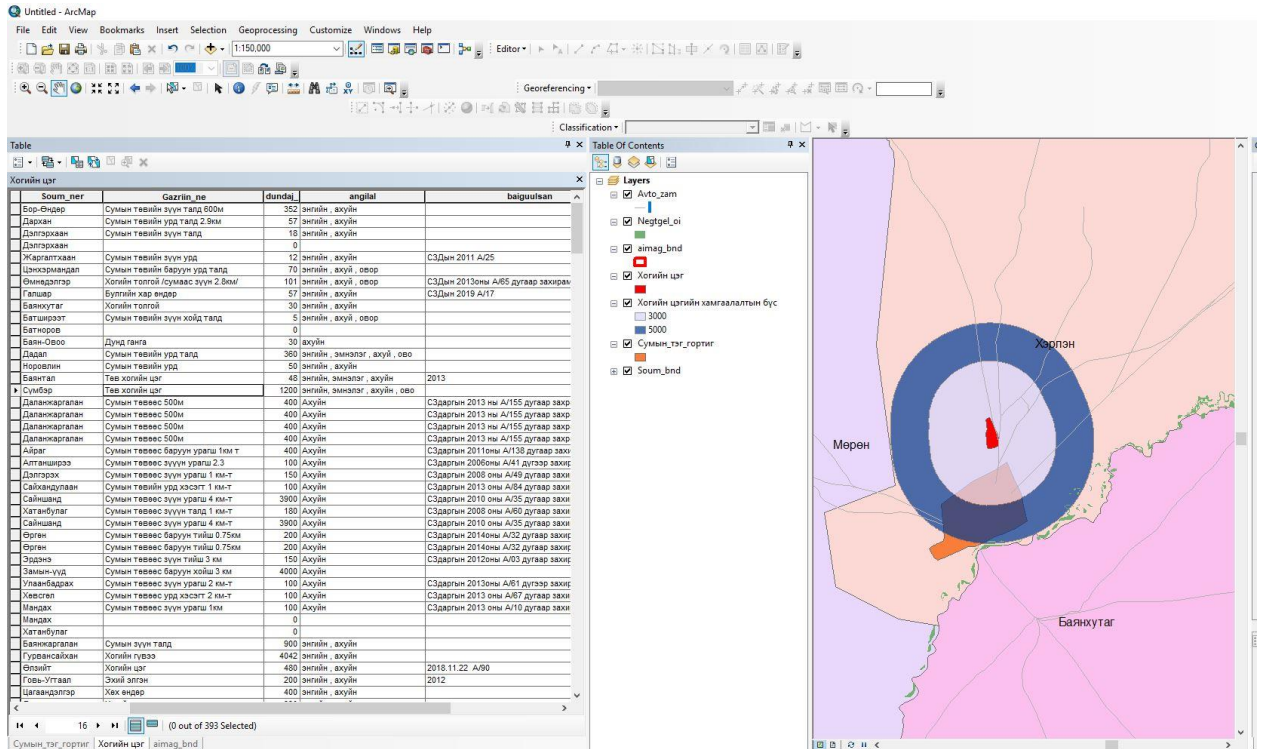 Untitled - ArcMap
File Edit View Bookmarks Insert Selection Geoprocessing Customize Windows Help
1:150,000
Editor
Georeferencing
Classification
Table
Хогийн цэг
Soum_ner Gazriin_ne dundaj_ angilal baiguulsan
Бор-Өндөр Сумын төвийн зүүн талд 600м 352 энгийн , ахуйн
Дархан Сумын төвийн урд талд 2.9км 57 энгийн , ахуйн
Дэлгэрхаан Сумын төвийн зүүн талд 18 энгийн , ахуйн
Дэлгэрхаан 0
Жаргалтхаан Сумын төвийн зүүн урд 12 энгийн , ахуйн СЗДын 2011 А/25
Цэнхэрмандал Сумын төвийн баруун урд талд 70 энгийн , ахуй , овор
Өмнөдэлгэр Хогийн толгой /сумаас зүүн 2.8км/ 101 энгийн , ахуй , овор СЗДын 2013оны А/65 дугаар захирам
Галшар Бүлгийн хар өндөр 57 энгийн , ахуйн СЗДын 2019 А/17
Баянхутаг Хогийн толгой 30 энгийн , ахуйн
Батширээт Сумын төвийн зүүн хойд талд 5 энгийн , ахуй , овор
Батноров 0
Баян-Овоо Дунд ганга 30 ахуйн
Дадал Сумын төвийн урд талд 360 энгийн , эмнэлэг , ахуй , ово
Норовлин Сумын төвийн урд 50 энгийн , ахуйн
Баянтал Төв хогийн цэг 48 энгийн, эмнэлэг , ахуйн 2013
Сүмбэр Төв хогийн цэг 1200 энгийн, эмнэлэг , ахуйн , ово
Даланжаргалан Сумын төвөөс 500м 400 Ахуйн СЗдаргын 2013 ны А/155 дугаар захр
Даланжаргалан Сумын төвөөс 500м 400 Ахуйн СЗдаргын 2013 ны А/155 дугаар захр
Даланжаргалан Сумын төвөөс 500м 400 Ахуйн СЗдаргын 2013 ны А/155 дугаар захр
Даланжаргалан Сумын төвөөс 500м 400 Ахуйн СЗдаргын 2013 ны А/155 дугаар захр
Айраг Сумын төвөөс баруун урагш 1км т 400 Ахуйн СЗдаргын 2011оны А/138 дугаар захи
Алтанширээ Сумын төвөөс зүүүн урагш 2.3 100 Ахуйн СЗдаргын 2006оны А/41 дүгээр захир
Дэлгэрэх Сумын төвөөс зүүн урагш 1 км-т 150 Ахуйн СЗдаргын 2008 оны А/49 дугаар захи
Сайхандулаан Сумын төвийн урд хэсэгт 1 км-т 100 Ахуйн СЗдаргын 2013 оны А/84 дугаар захи
Сайншанд Сумын төвөөс зүүн урагш 4 км-т 3900 Ахуйн СЗдаргын 2010 оны А/35 дугаар захи
Хатанбулаг Сумын төвөөс зүүн талд 1 км-т 180 Ахуйн СЗдаргын 2008 оны А/60 дугаар захи
Сайншанд Сумын төвөөс зүүн урагш 4 км-т 3900 Ахуйн СЗдаргын 2010 оны А/35 дугаар захи
Өргөн Сумын төвөөс баруун тийш 0.75км 200 Ахуйн СЗдаргын 2014оны А/32 дугаар захир
Өргөн Сумын төвөөс баруун тийш 0.75км 200 Ахуйн СЗдаргын 2014оны А/32 дугаар захир
Эрдэнэ Сумын төвөөс зүүн тийш 3 км 150 Ахуйн СЗдаргын 2012оны А/03 дугаар захир
Замын-үүд Сумын төвөөс баруун хойш 3 км 4000 Ахуйн
Улаанбадрах Сумын төвөөс зүүн урагш 2 км-т 100 Ахуйн СЗдаргын 2013оны А/61 дүгээр захир
Хөвсгөл Сумын төвөөс урд хэсэгт 2 км-т 100 Ахуйн СЗдаргын 2013 оны А/67 дугаар захи
Мандах Сумын төвөөс зүүн урагш 1км 100 Ахуйн СЗдаргын 2013 оны А/10 дугаар захи
Мандах 0
Хатанбулаг 0
Баянжаргалан Сумын зүүн талд 900 энгийн , ахуйн
Гурвансайхан Хогийн гүвээ 4042 энгийн , ахуйн
Өлзийт Хогийн цэг 480 энгийн , ахуйн 2018.11.22 А/90
Говь-Угтаал Эхий элгэн 200 энгийн , ахуйн 2012
Цагаандэлгэр Хөх өндөр 400 энгийн , ахуйн
16 (0 out of 393 Selected)
Сумын_тэг_гортиг Хогийн цэг aimag_bnd
Table Of Contents
Layers
Avto_zam
Negtgel_oi
aimag_bnd
Хогийн цэг
Хогийн цэгийн хамгаалалтын бүс
3000
5000
Сумын_тэг_гортиг
Soum_bnd
Хэрлэн
Мөрөн
Баянхутаг